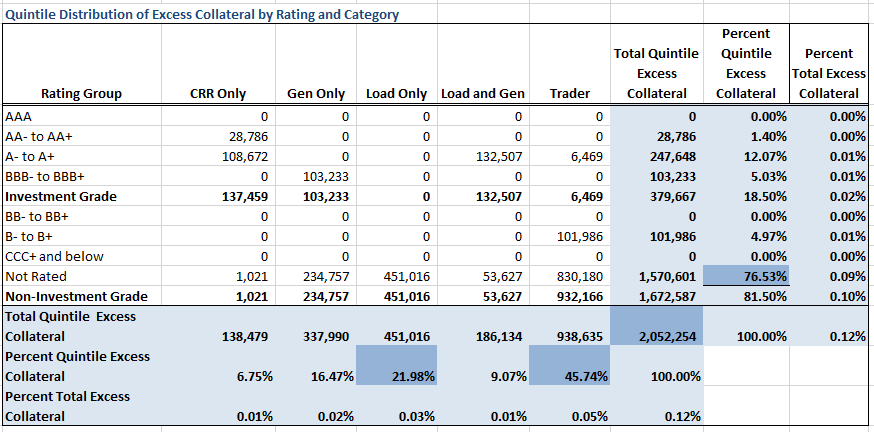 Quintile Distribution of Excess Collateral by Rating and Category
Rating Group CRR Only Gen Only Load Only Load and Gen Trader Total Quintile Excess Collateral Percent Quintile Excess Collateral Percent Total Excess Collateral
AAA 0 0 0 0 0 0 0.00% 0.00%
AA- to AA+ 28,786 0 0 0 0 28,786 1.40% 0.00%
A- to A+ 108,672 0 0 132,507 6,469 247,648 12.07% 0.01%
BBB- to BBB+ 0 103,233 0 0 0 103,233 5.03% 0.01%
Investment Grade 137,459 103,233 0 132,507 6,469 379,667 18.50% 0.02%
BB- to BB+ 0 0 0 0 0 0 0.00% 0.00%
B- to B+ 0 0 0 0 101,986 101,986 4.97% 0.01%
CCC+ and below 0 0 0 0 0 0 0.00% 0.00%
Not Rated 1,021 234,757 451,016 53,627 830,180 1,570,601 76.53% 0.09%
Non-Investment Grade 1,021 234,757 451,016 53,627 932,166 1,672,587 81.50% 0.10%
Total Quintile Excess
Collateral 138,479 337,990 451,016 186,134 938,635 2,052,254 100.00% 0.12%
Percent Quintile Excess
Collateral 6.75% 16.47% 21.98% 9.07% 45.74% 100.00%
Percent Total Excess
Collateral 0.01% 0.02% 0.03% 0.01% 0.05% 0.12%